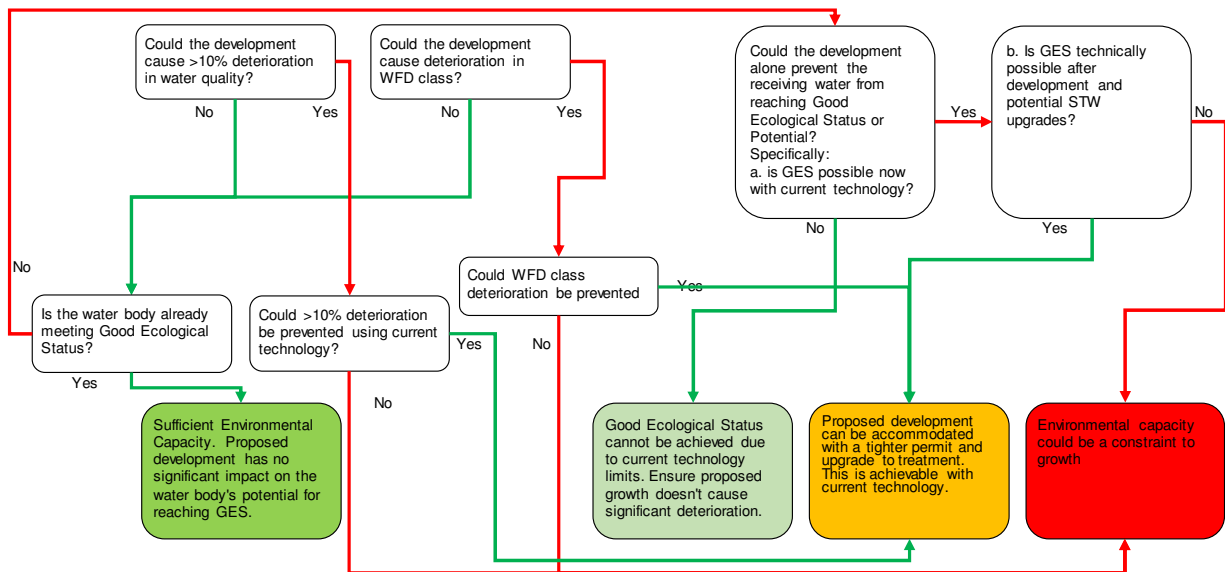 Could the development
cause >10% deterioration
in water quality?
No
Yes
Could the development
cause deterioration in
WFD class?
No
Yes
Could the development
alone prevent the
receiving water from
reaching Good
Ecological Status or
Potential?
Specifically:
a. is GES possible now
with current technology?
Yes
No
b. Is GES technically
possible after
development and
potential STW
upgrades?
No
Yes
No
Is the water body already
meeting Good Ecological
Status?
Yes
Could >10% deterioration
be prevented using current
technology?
Yes
No
Could WFD class
deterioration be prevented
Yes
No
Sufficient Environmental
Capacity. Proposed
development has no
significant impact on the
water body's potential for
reaching GES.
Good Ecological Status
cannot be achieved due
to current technology
limits. Ensure proposed
growth doesn't cause
significant deterioration.
Proposed development
can be accommodated
with a tighter permit and
upgrade to treatment.
This is achievable with
current technology.
Environmental capacity
could be a constraint to
growth